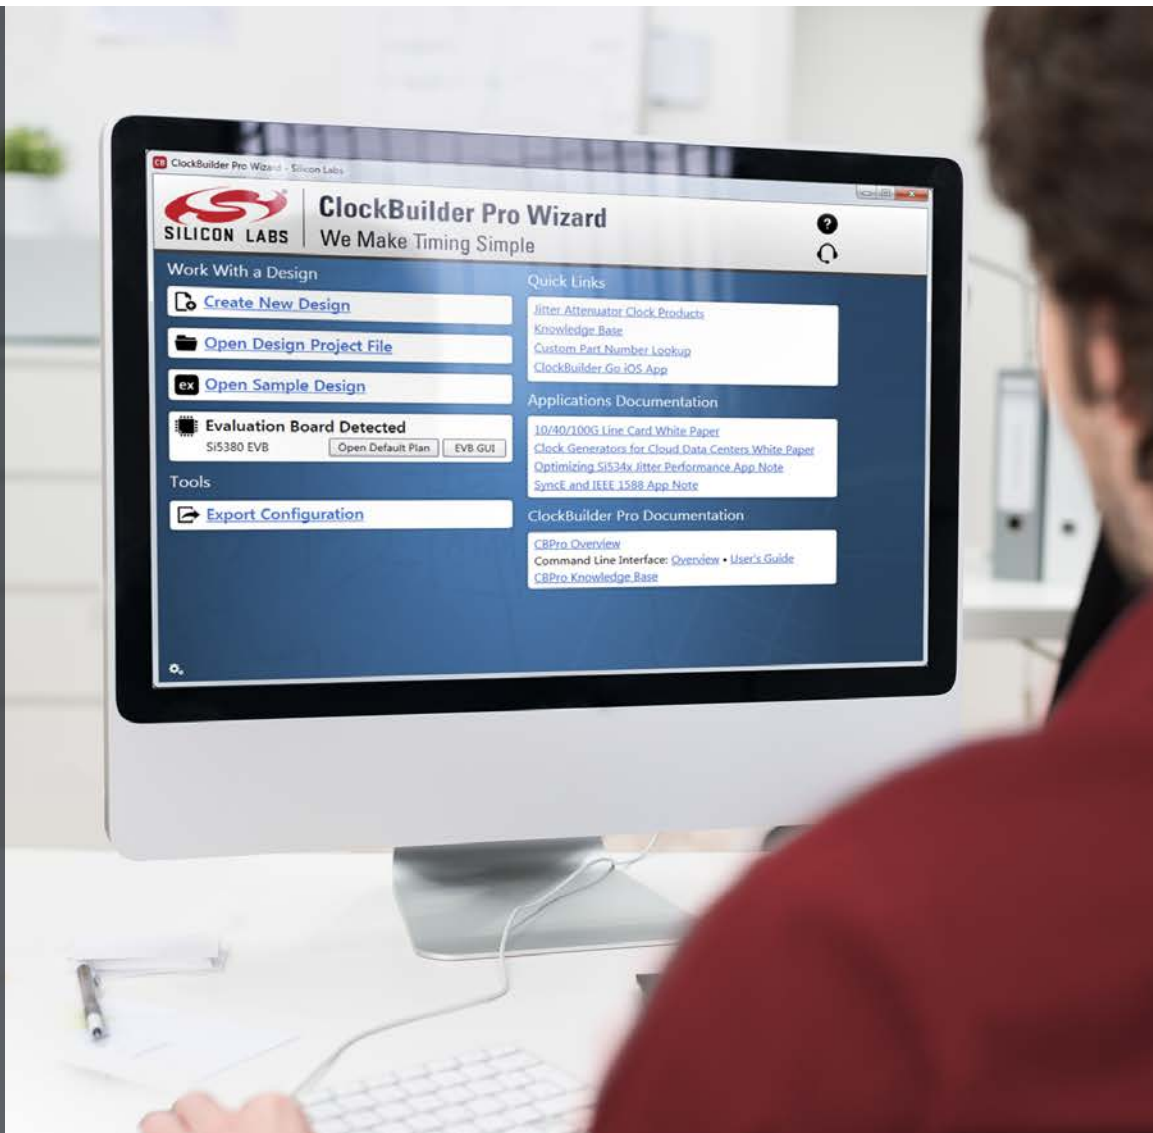 CB ClockBuilder Pro Wizard - Silicon Labs
SILICON LABS
ClockBuilder Pro Wizard
We Make Timing Simple
?
Work With a Design
Create New Design
Open Design Project File
ex Open Sample Design
Evaluation Board Detected
Si5380 EVB Open Default Plan EVB GUI
Tools
Export Configuration
Quick Links
Jitter Attenuator Clock Products
Knowledge Base
Custom Part Number Lookup
ClockBuilder Go iOS App
Applications Documentation
10/40/100G Line Card White Paper
Clock Generators for Cloud Data Centers White Paper
Optimizing Si534x Jitter Performance App Note
SyncE and IEEE 1588 App Note
ClockBuilder Pro Documentation
CBPro Overview
Command Line Interface: Overview • User's Guide
CBPro Knowledge Base